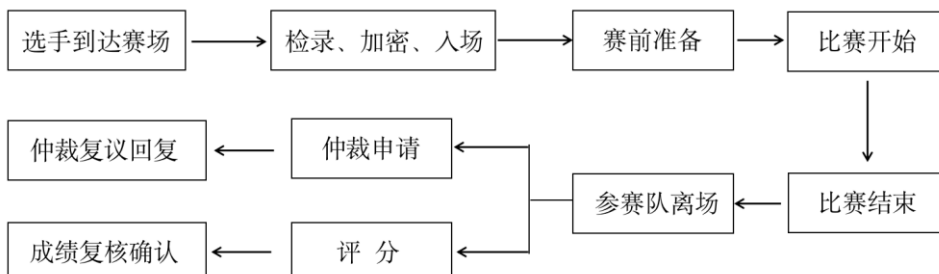 选手到达赛场
检录、加密、入场
赛前准备
比赛开始
仲裁复议回复
仲裁申请
参赛队离场
比赛结束
成绩复核确认
评 分